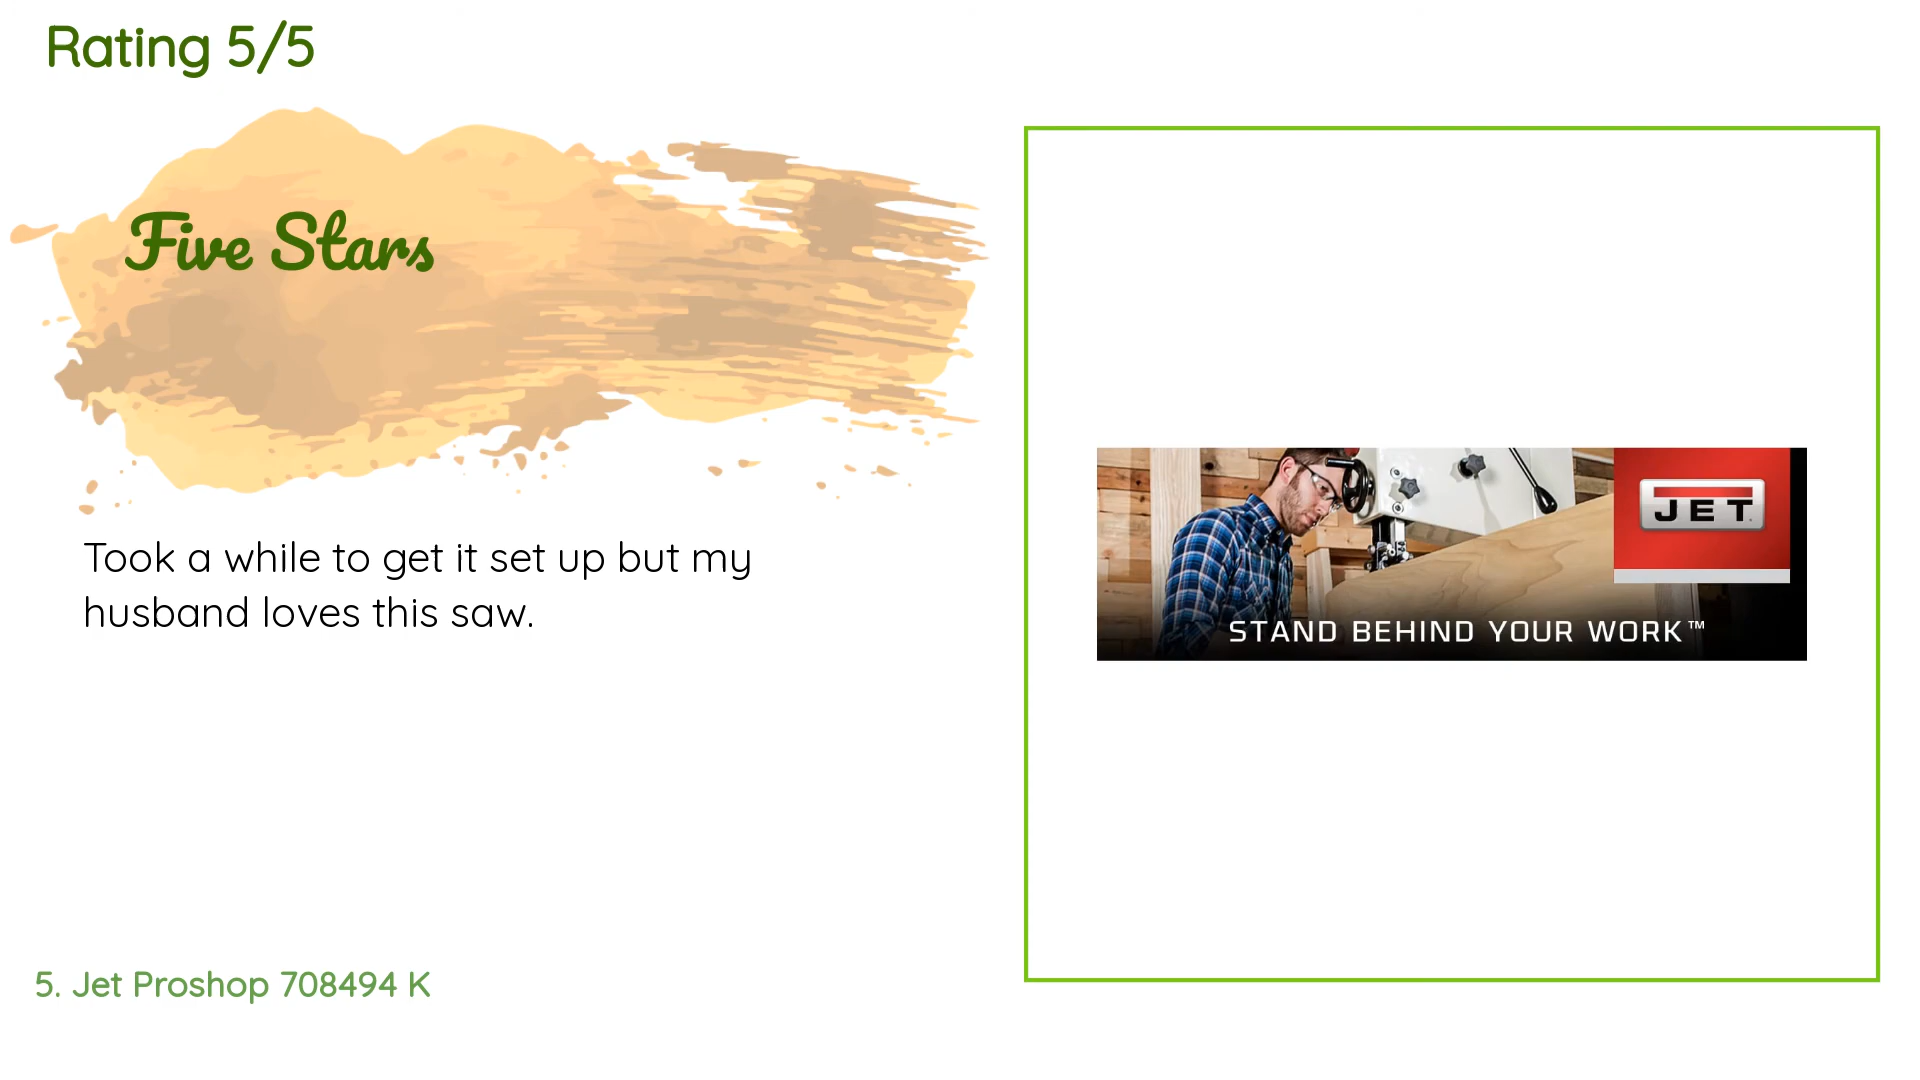 Rating 5/5
Five Stars
Took a while to get it set up but my
husband loves this saw.
JET
STAND BEHIND YOUR WORK™
5. Jet Proshop 708494 K